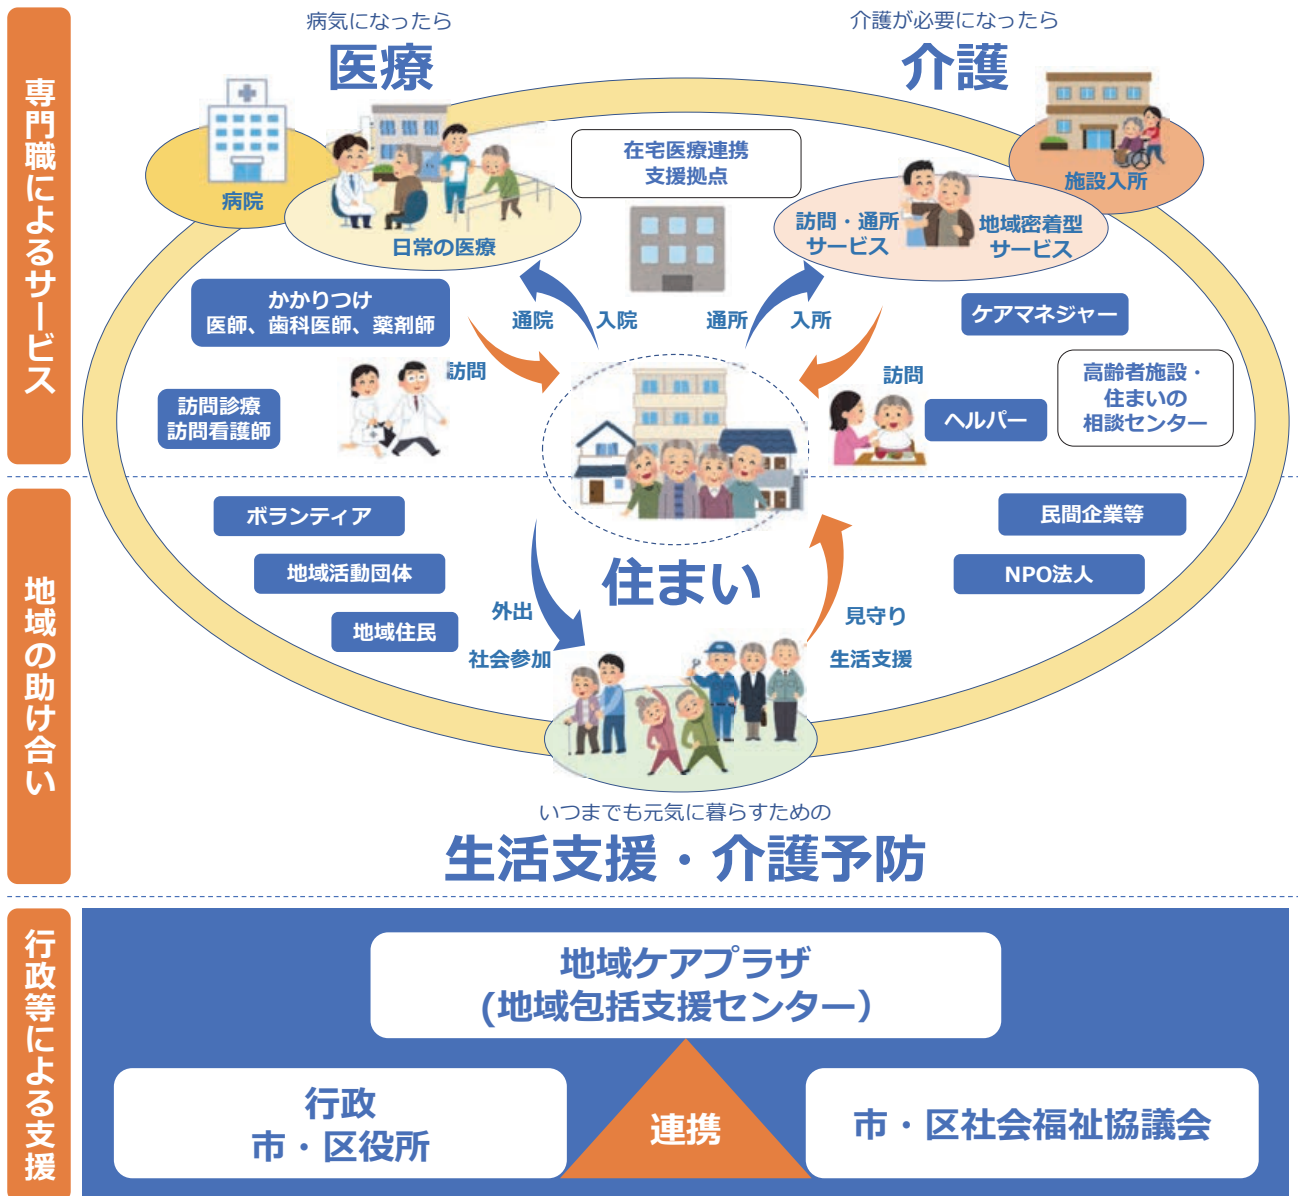 専門職によるサービス
病気になったら
医療
介護が必要になったら
介護
病院
日常の医療
在宅医療連携
支援拠点
訪問・通所
サービス
地域密着型
サービス
施設入所
かかりつけ
医師、歯科医師、薬剤師
通院
入院
通所
入所
ケアマネジャー
訪問
訪問
訪問診療
訪問看護師
ヘルパー
高齢者施設・
住まいの
相談センター
地域の助け合い
ボランティア
地域活動団体
地域住民
住まい
民間企業等
NPO法人
外出
社会参加
見守り
生活支援
いつまでも元気に暮らすための
生活支援・介護予防
行政等による支援
地域ケアプラザ
(地域包括支援センター）
行政
市・区役所
連携
市・区社会福祉協議会